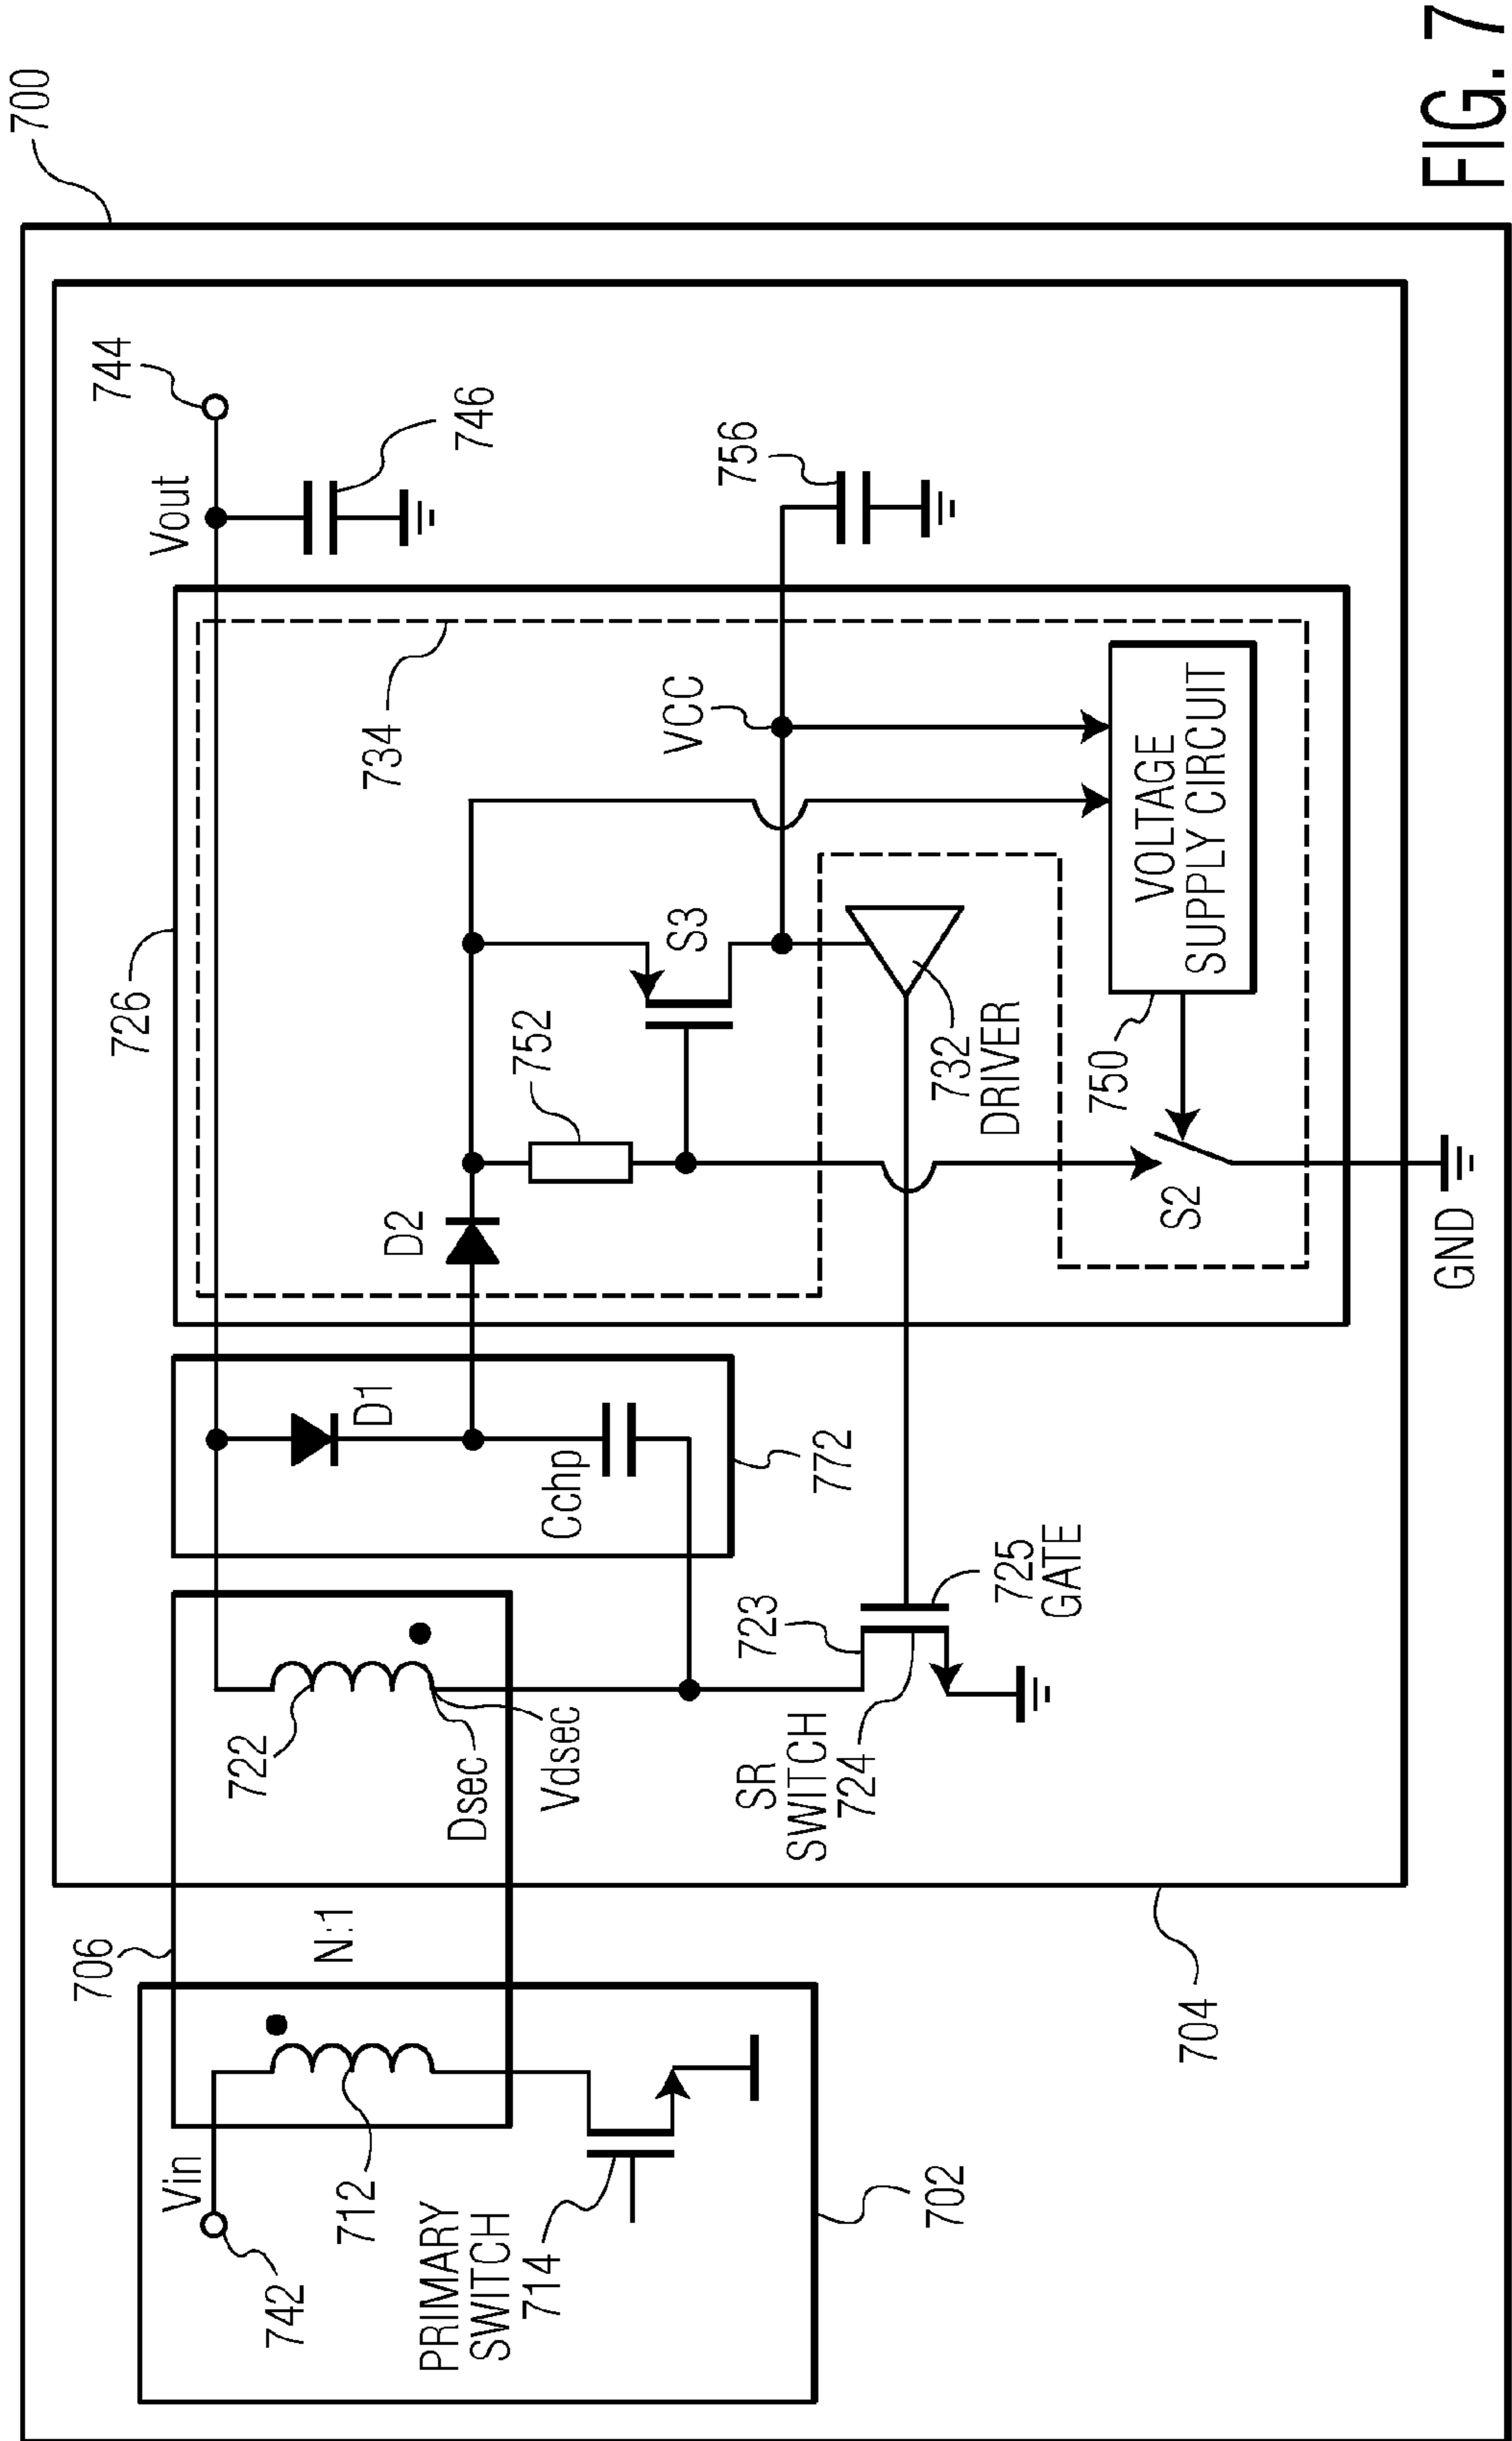 700
704
706
N:1
702
Vin
742
712
PRIMARY
SWITCH
714
722
Dsec
Vdsec
SR
SWITCH
724
723
725
GATE
D1
Cchp
772
726
D2
752
S3
734
VCC
732
DRIVER
750
VOLTAGE
SUPPLY CIRCUIT
S2
GND
Vout
744
746
756
FIG. 7